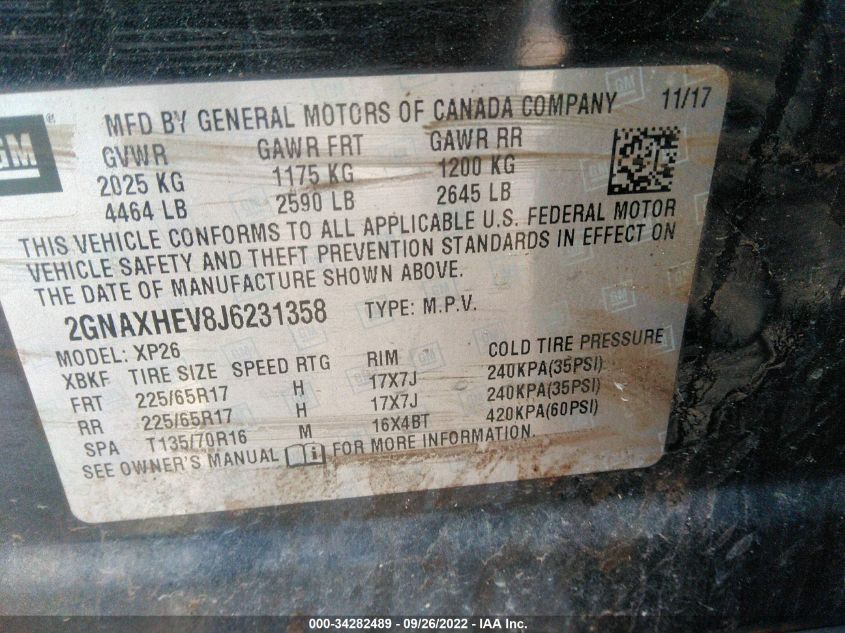 GM ®
MFD BY GENERAL MOTORS OF CANADA COMPANY 11/17
GVWR GAWR FRT GAWR RR
2025 KG 1175 KG 1200 KG
4464 LB 2590 LB 2645 LB
THIS VEHICLE CONFORMS TO ALL APPLICABLE U.S. FEDERAL MOTOR
VEHICLE SAFETY AND THEFT PREVENTION STANDARDS IN EFFECT ON
THE DATE OF MANUFACTURE SHOWN ABOVE.
2GNAXHEV8J6231358 TYPE: M.P.V.
MODEL: XP26
XBKF TIRE SIZE SPEED RTG RIM COLD TIRE PRESSURE
FRT 225/65R17 H 17X7J 240KPA(35PSI)
RR 225/65R17 H 17X7J 240KPA(35PSI)
SPA T135/70R16 M 16X4BT 420KPA(60PSI)
SEE OWNER'S MANUAL i FOR MORE INFORMATION.
000-34282489 - 09/26/2022 - IAA Inc.